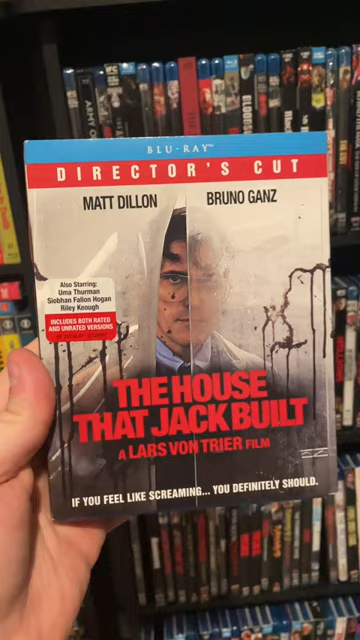 BLU-RAY™
DIRECTOR'S CUT
MATT DILLON
BRUNO GANZ
Also Starring:
Uma Thurman
Siobhan Fallon Hogan
Riley Keough
INCLUDES BOTH RATED
AND UNRATED VERSIONS
THE HOUSE
THAT JACK BUILT
A LARS VON TRIER FILM
IF YOU FEEL LIKE SCREAMING... YOU DEFINITELY SHOULD.